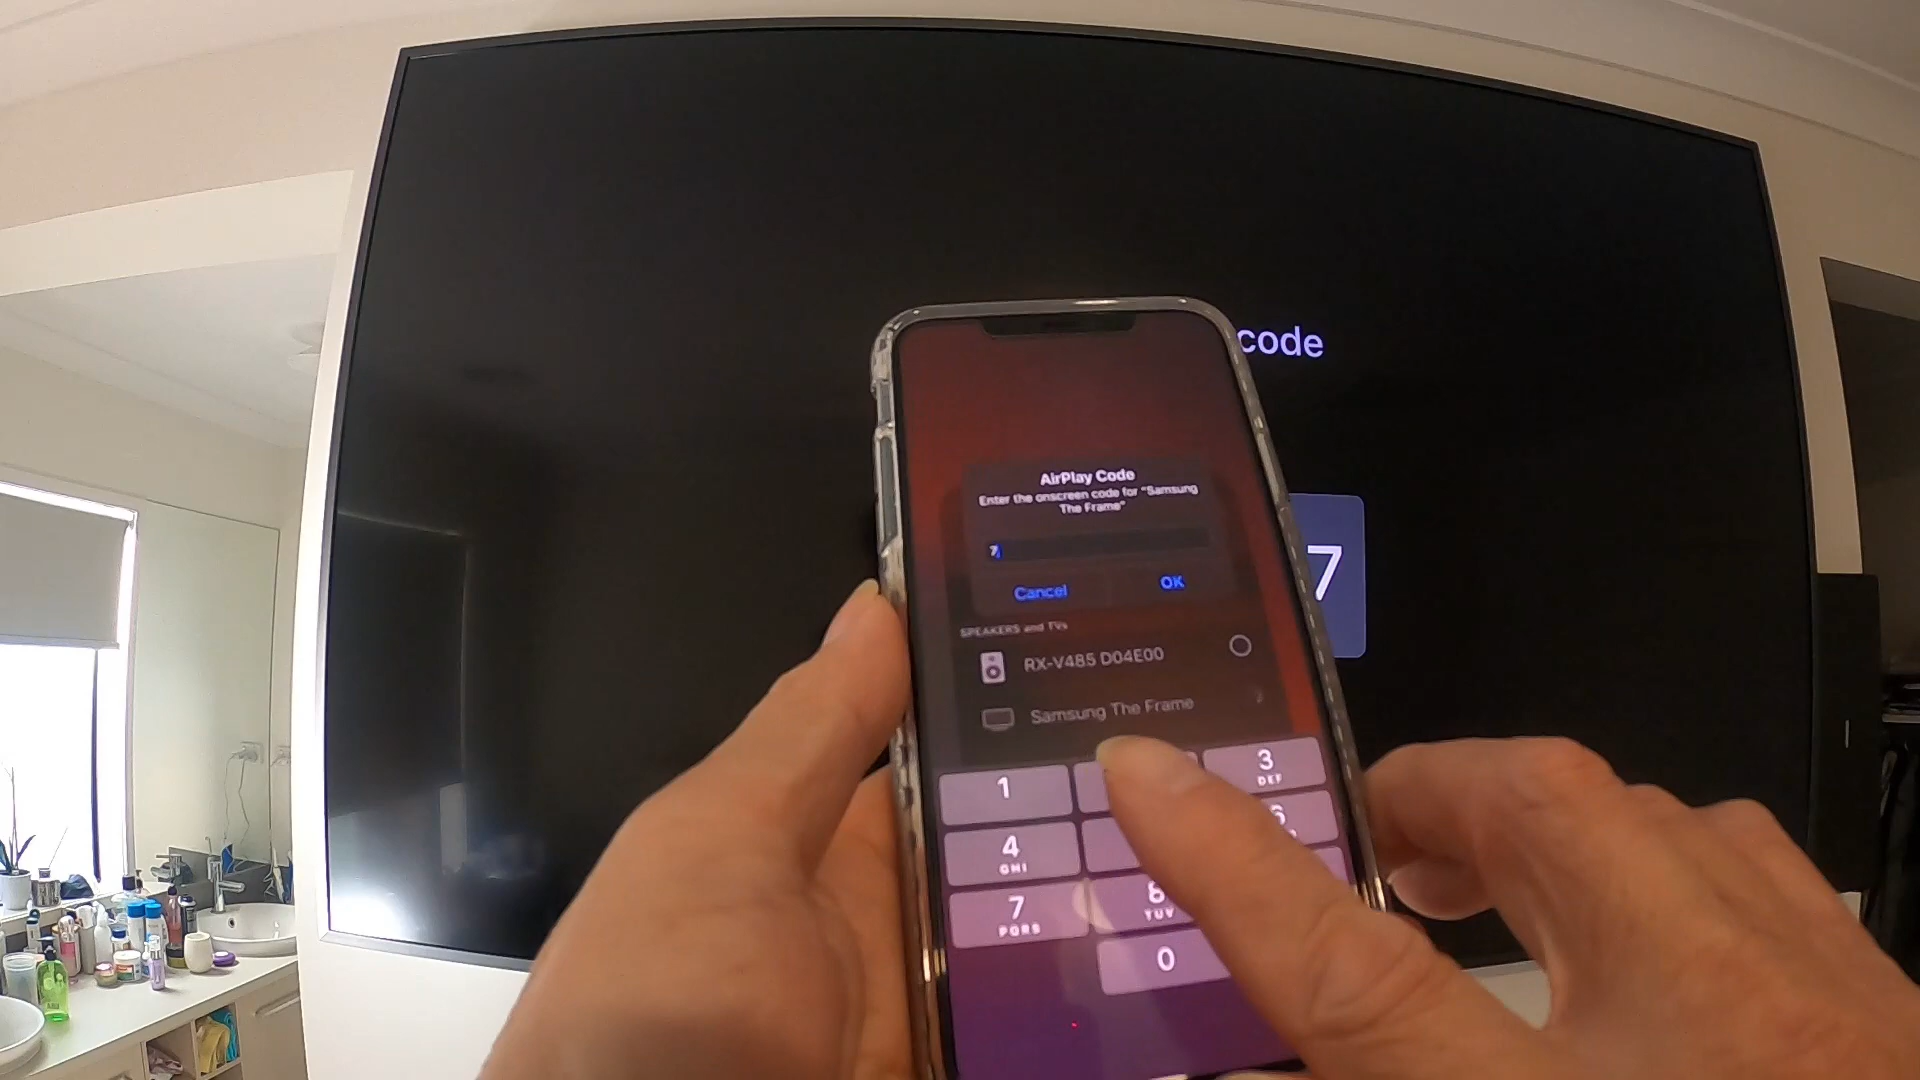 code
AirPlay Code
Enter the onscreen code for "Samsung
The Frame"
7
7
Cancel
OK
SPEAKERS and TVs
RX-V485 D04E00
Samsung The Frame
1
3
DEF
4
GHI
6
7
PQRS
8
TUV
0